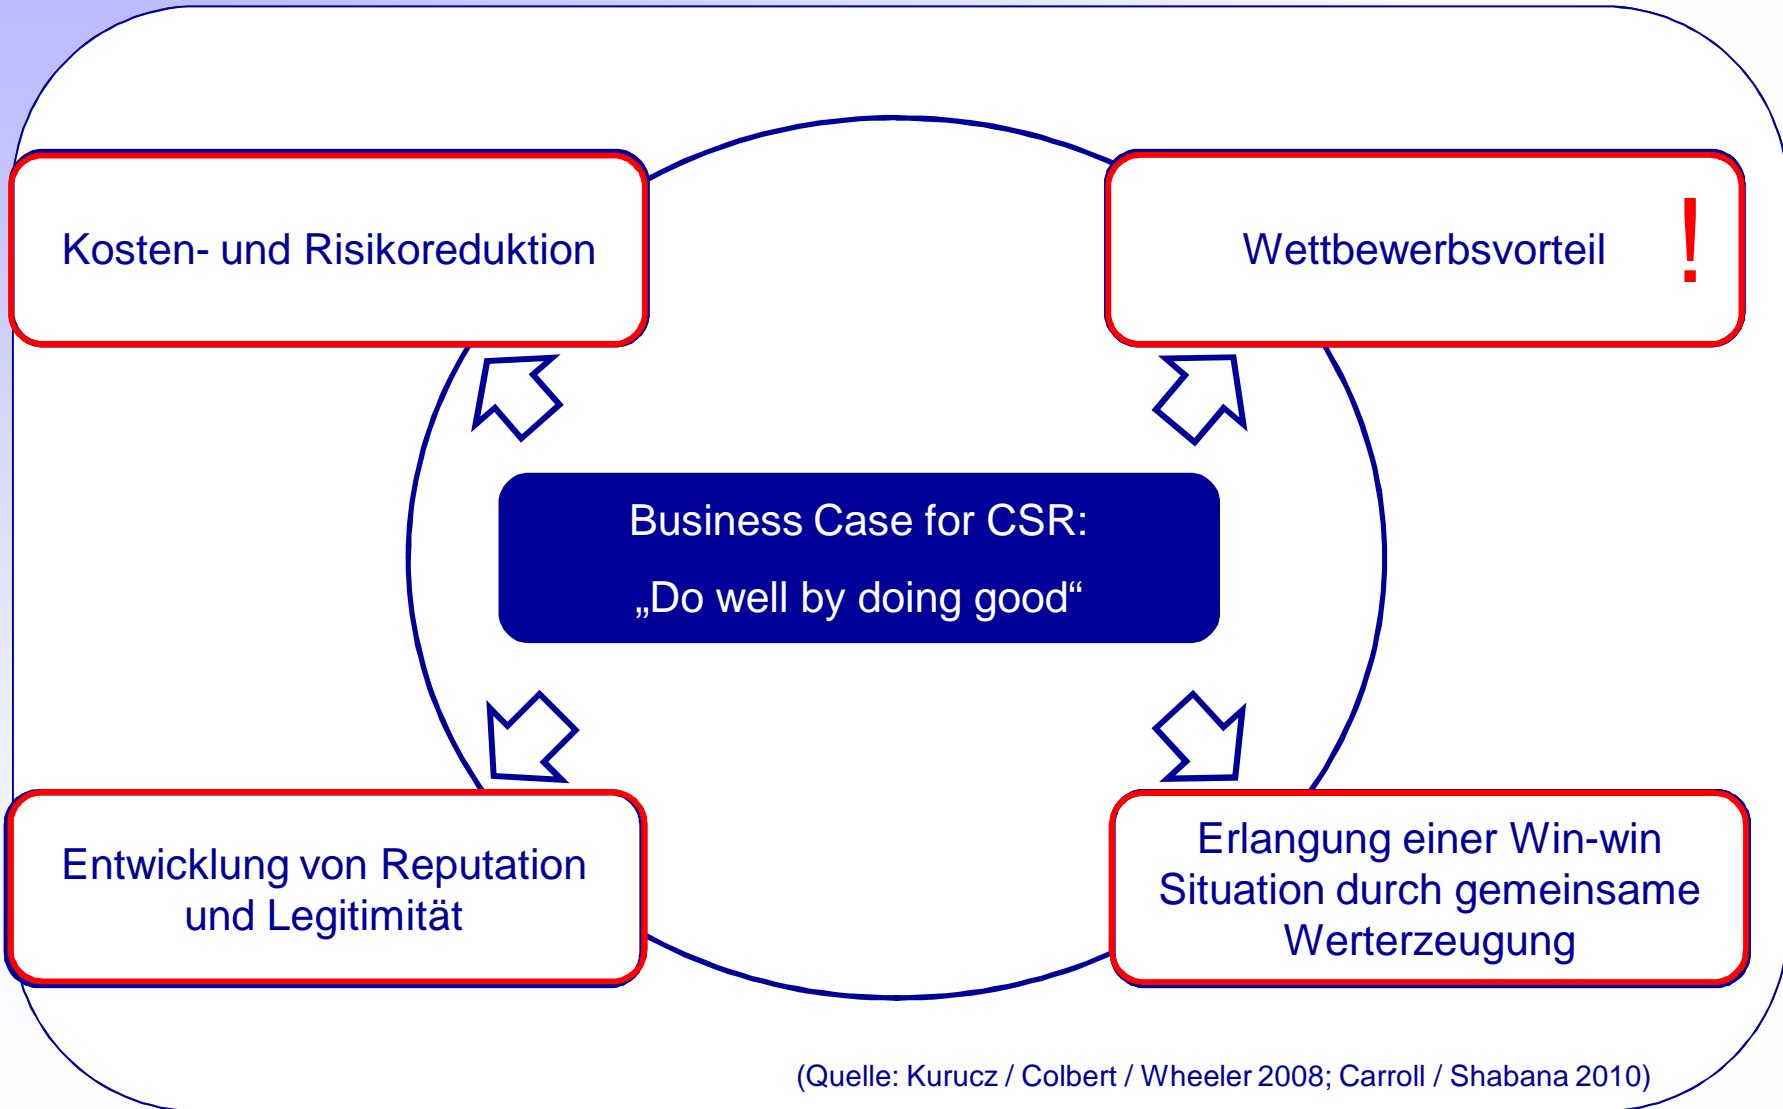 Kosten- und Risikoreduktion
Wettbewerbsvorteil !
Business Case for CSR:
„Do well by doing good“
Entwicklung von Reputation
und Legitimität
Erlangung einer Win-win
Situation durch gemeinsame
Werterzeugung
(Quelle: Kurucz / Colbert / Wheeler 2008; Carroll / Shabana 2010)